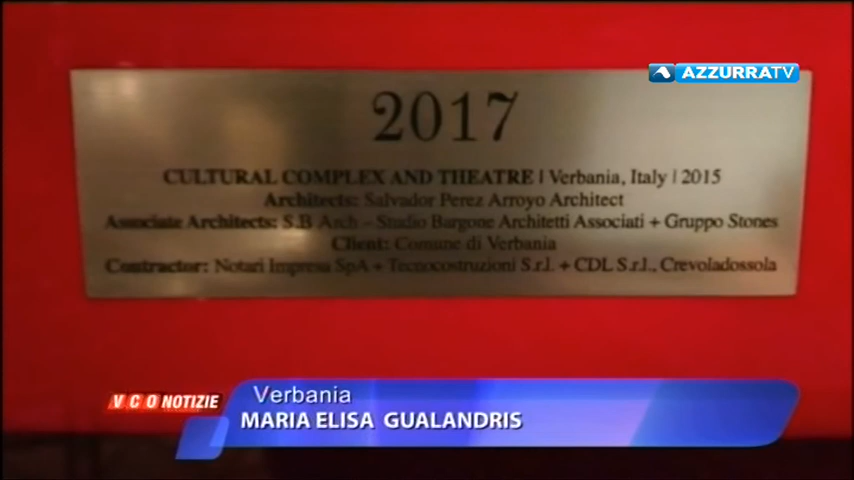 AZZURRATV
2017
CULTURAL COMPLEX AND THEATRE | Verbania, Italy | 2015
Architects: Salvador Perez Arroyo Architect
Associate Architects: S.B Arch – Studio Bargone Architetti Associati + Gruppo Stones
Client: Comune di Verbania
Contractor: Notari Impresa SpA + Tecnocostruzioni S.r.l. + CDL S.r.l., Crevoladossola
Verbania
VCO NOTIZIE
MARIA ELISA GUALANDRIS